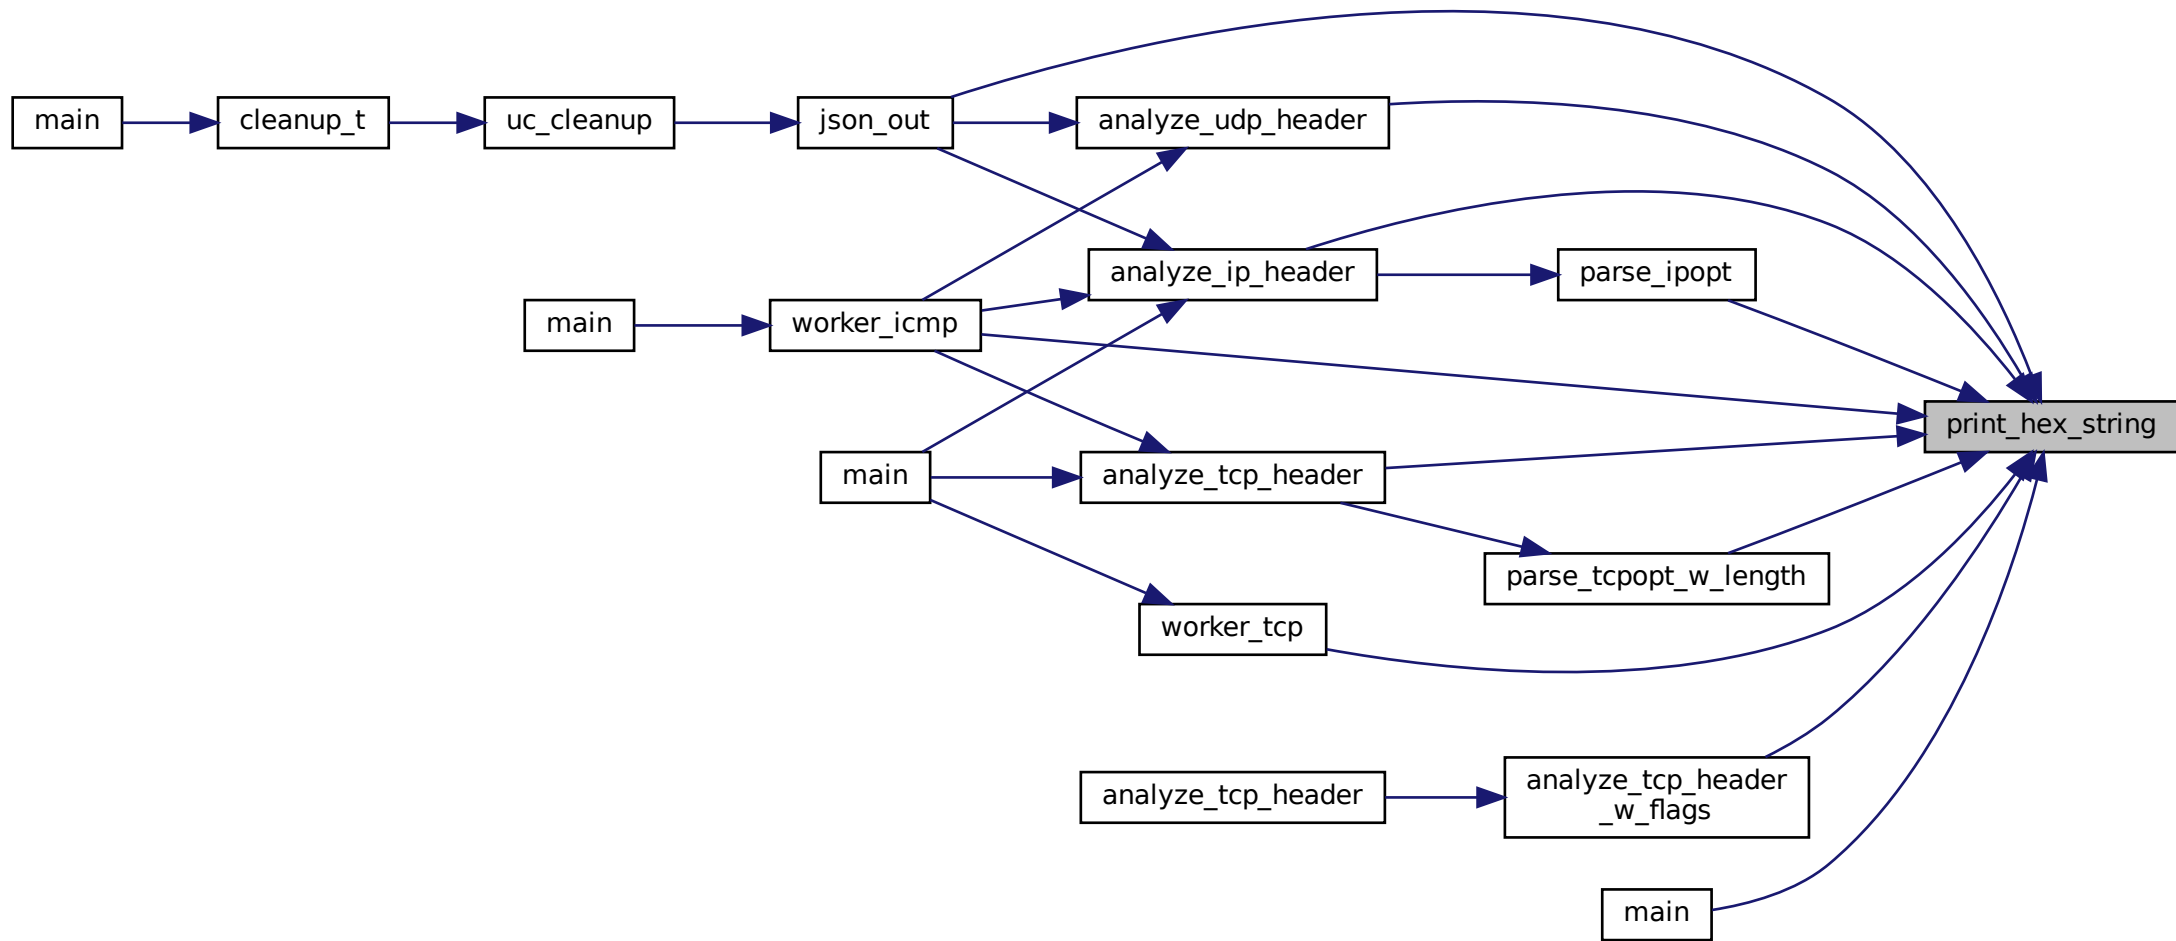 main
cleanup_t
uc_cleanup
json_out
analyze_udp_header
analyze_ip_header
parse_ipopt
main
worker_icmp
print_hex_string
main
analyze_tcp_header
parse_tcpopt_w_length
worker_tcp
analyze_tcp_header
analyze_tcp_header
_w_flags
main